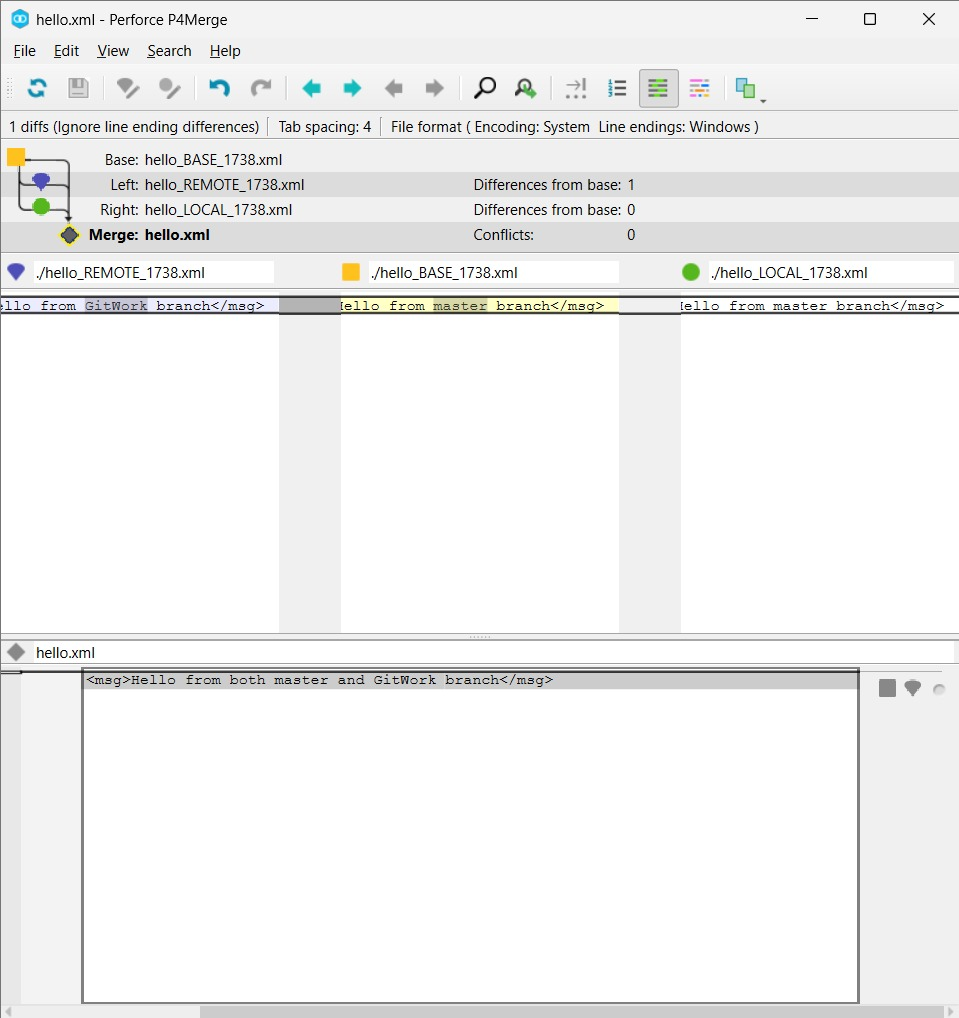 hello.xml - Perforce P4Merge
File Edit View Search Help
1 diffs (Ignore line ending differences) Tab spacing: 4 File format ( Encoding: System Line endings: Windows )
Base: hello_BASE_1738.xml
Left: hello_REMOTE_1738.xml Differences from base: 1
Right: hello_LOCAL_1738.xml Differences from base: 0
Merge: hello.xml Conflicts: 0
./hello_REMOTE_1738.xml ./hello_BASE_1738.xml ./hello_LOCAL_1738.xml
ello from GitWork branch</msg> ello from master branch</msg> ello from master branch</msg>
hello.xml
<msg>Hello from both master and GitWork branch</msg>